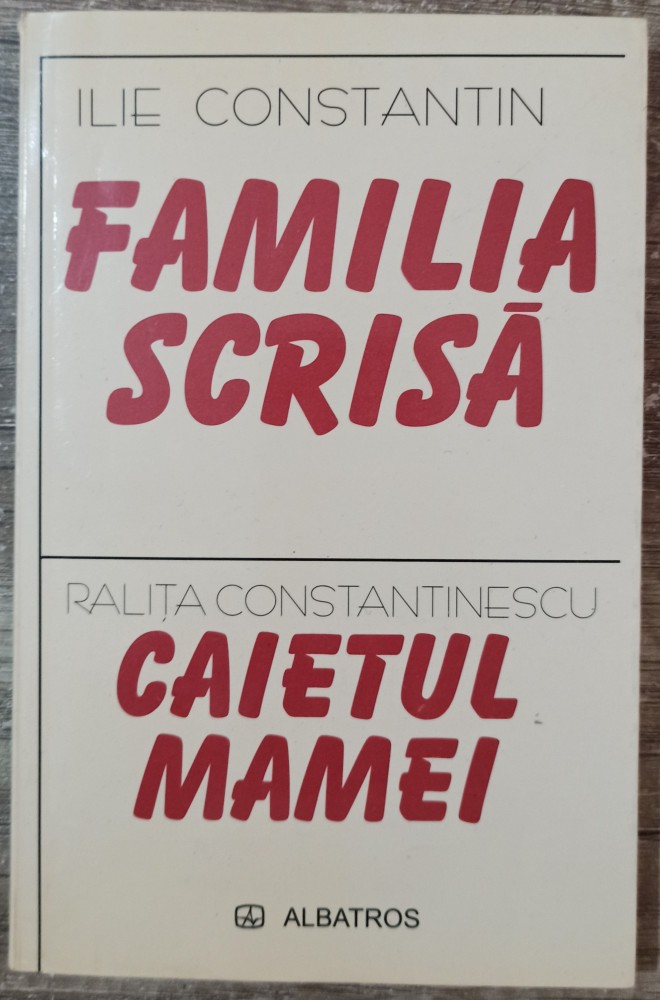 ILIE CONSTANTIN
FAMILIA
SCRISĂ
RALIȚA CONSTANTINESCU
CAIETUL
MAMEI
ALBATROS